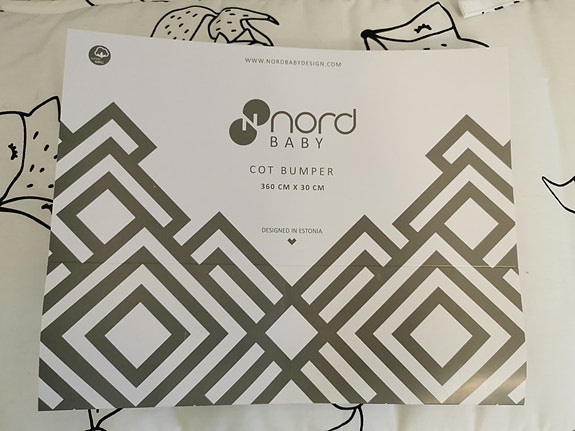 WWW.NORDBABYDESIGN.COM
N nord
BABY
COT BUMPER
360 CM X 30 CM
DESIGNED IN ESTONIA